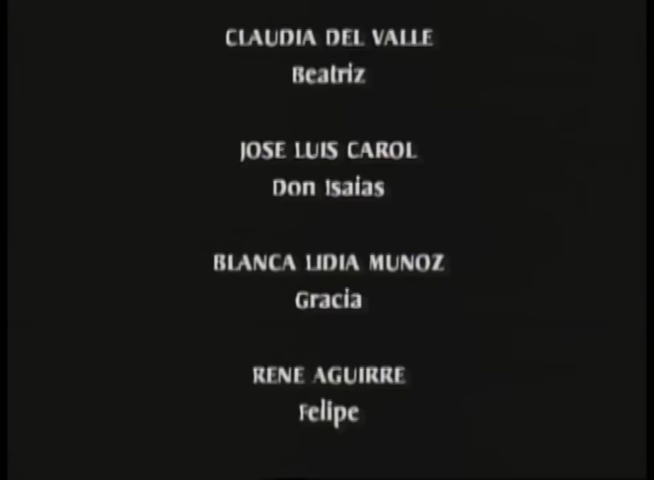 CLAUDIA DEL VALLE
Beatriz
JOSE LUIS CAROL
Don Isaias
BLANCA LIDIA MUNOZ
Gracia
RENE AGUIRRE
Felipe